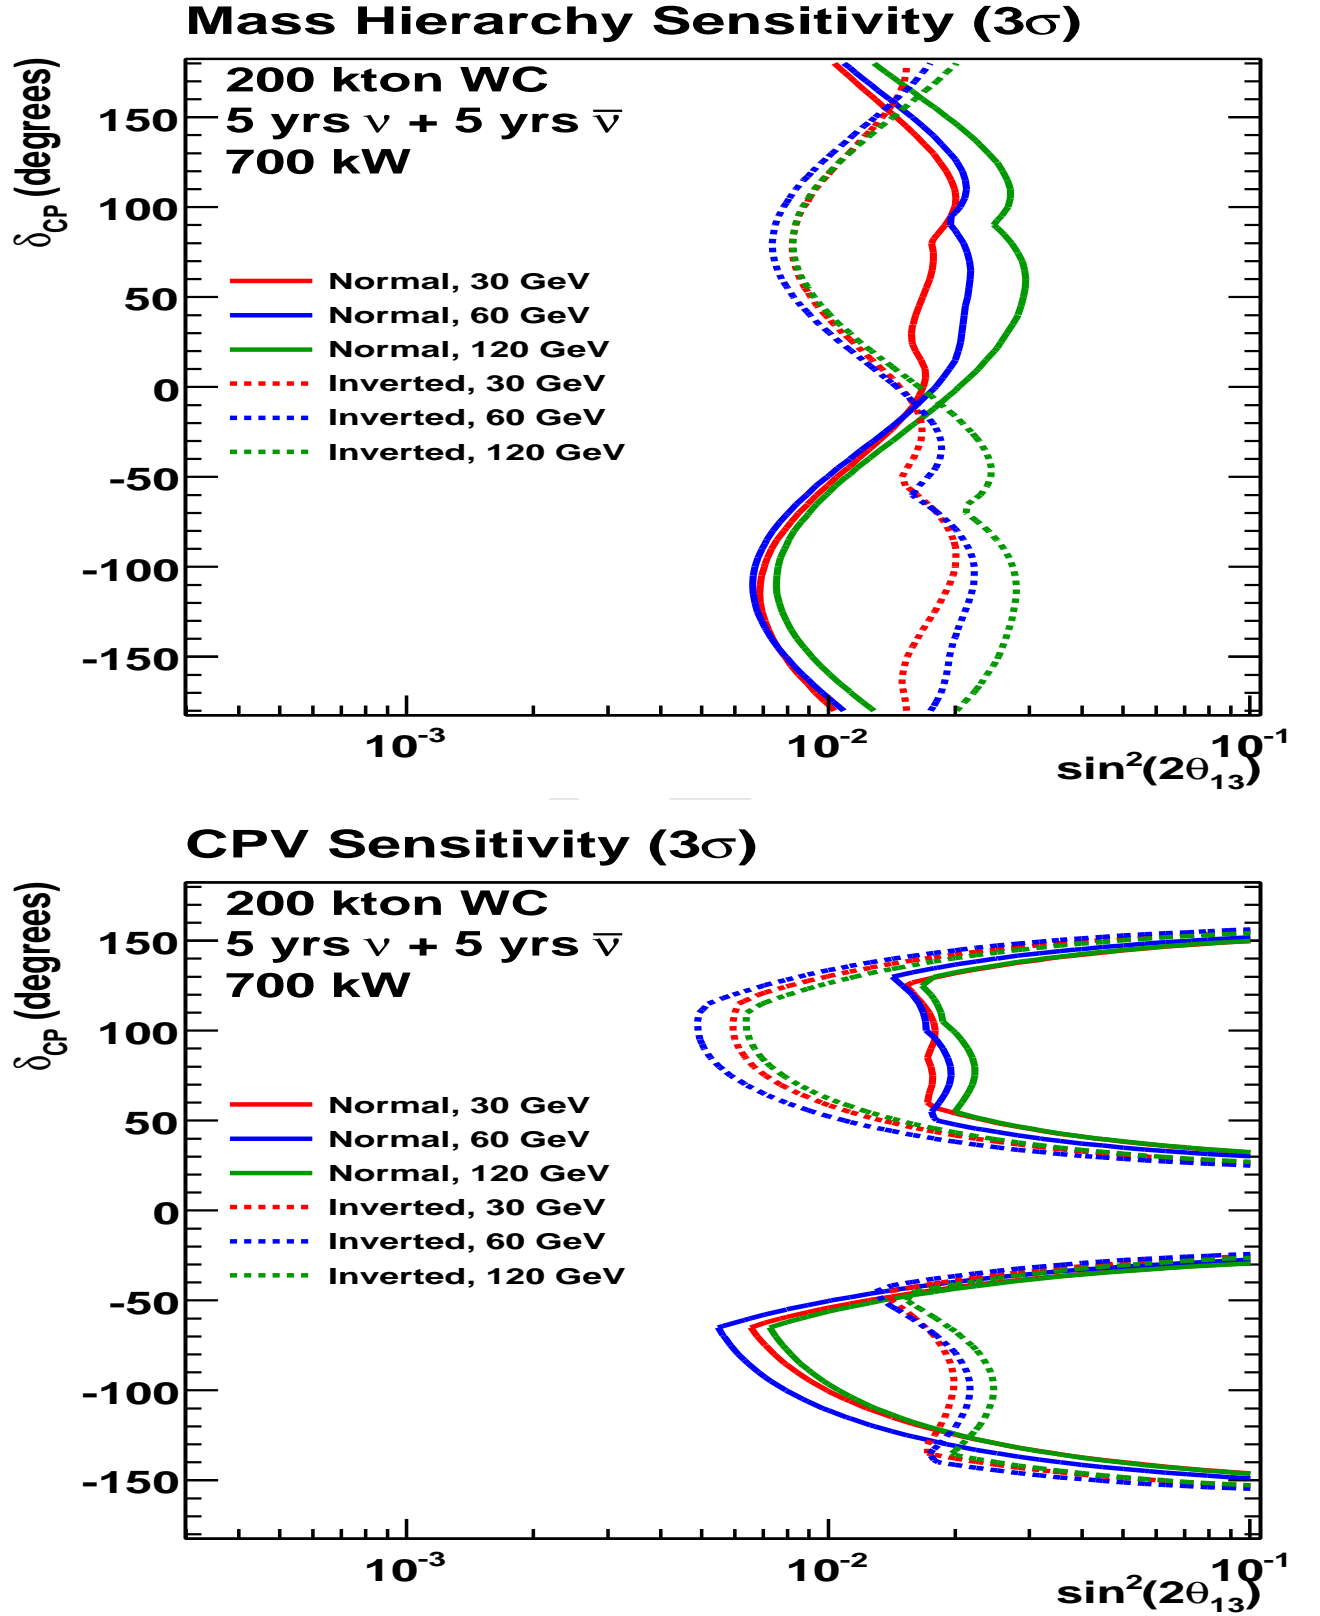 Mass Hierarchy Sensitivity (3σ)
δCP (degrees)
200 kton WC
5 yrs ν + 5 yrs ν̅
700 kW
150
100
50
0
-50
-100
-150
Normal, 30 GeV
Normal, 60 GeV
Normal, 120 GeV
Inverted, 30 GeV
Inverted, 60 GeV
Inverted, 120 GeV
10⁻³
10⁻²
10⁻¹
sin²(2θ₁₃)
CPV Sensitivity (3σ)
δCP (degrees)
200 kton WC
5 yrs ν + 5 yrs ν̅
700 kW
150
100
50
0
-50
-100
-150
Normal, 30 GeV
Normal, 60 GeV
Normal, 120 GeV
Inverted, 30 GeV
Inverted, 60 GeV
Inverted, 120 GeV
10⁻³
10⁻²
10⁻¹
sin²(2θ₁₃)